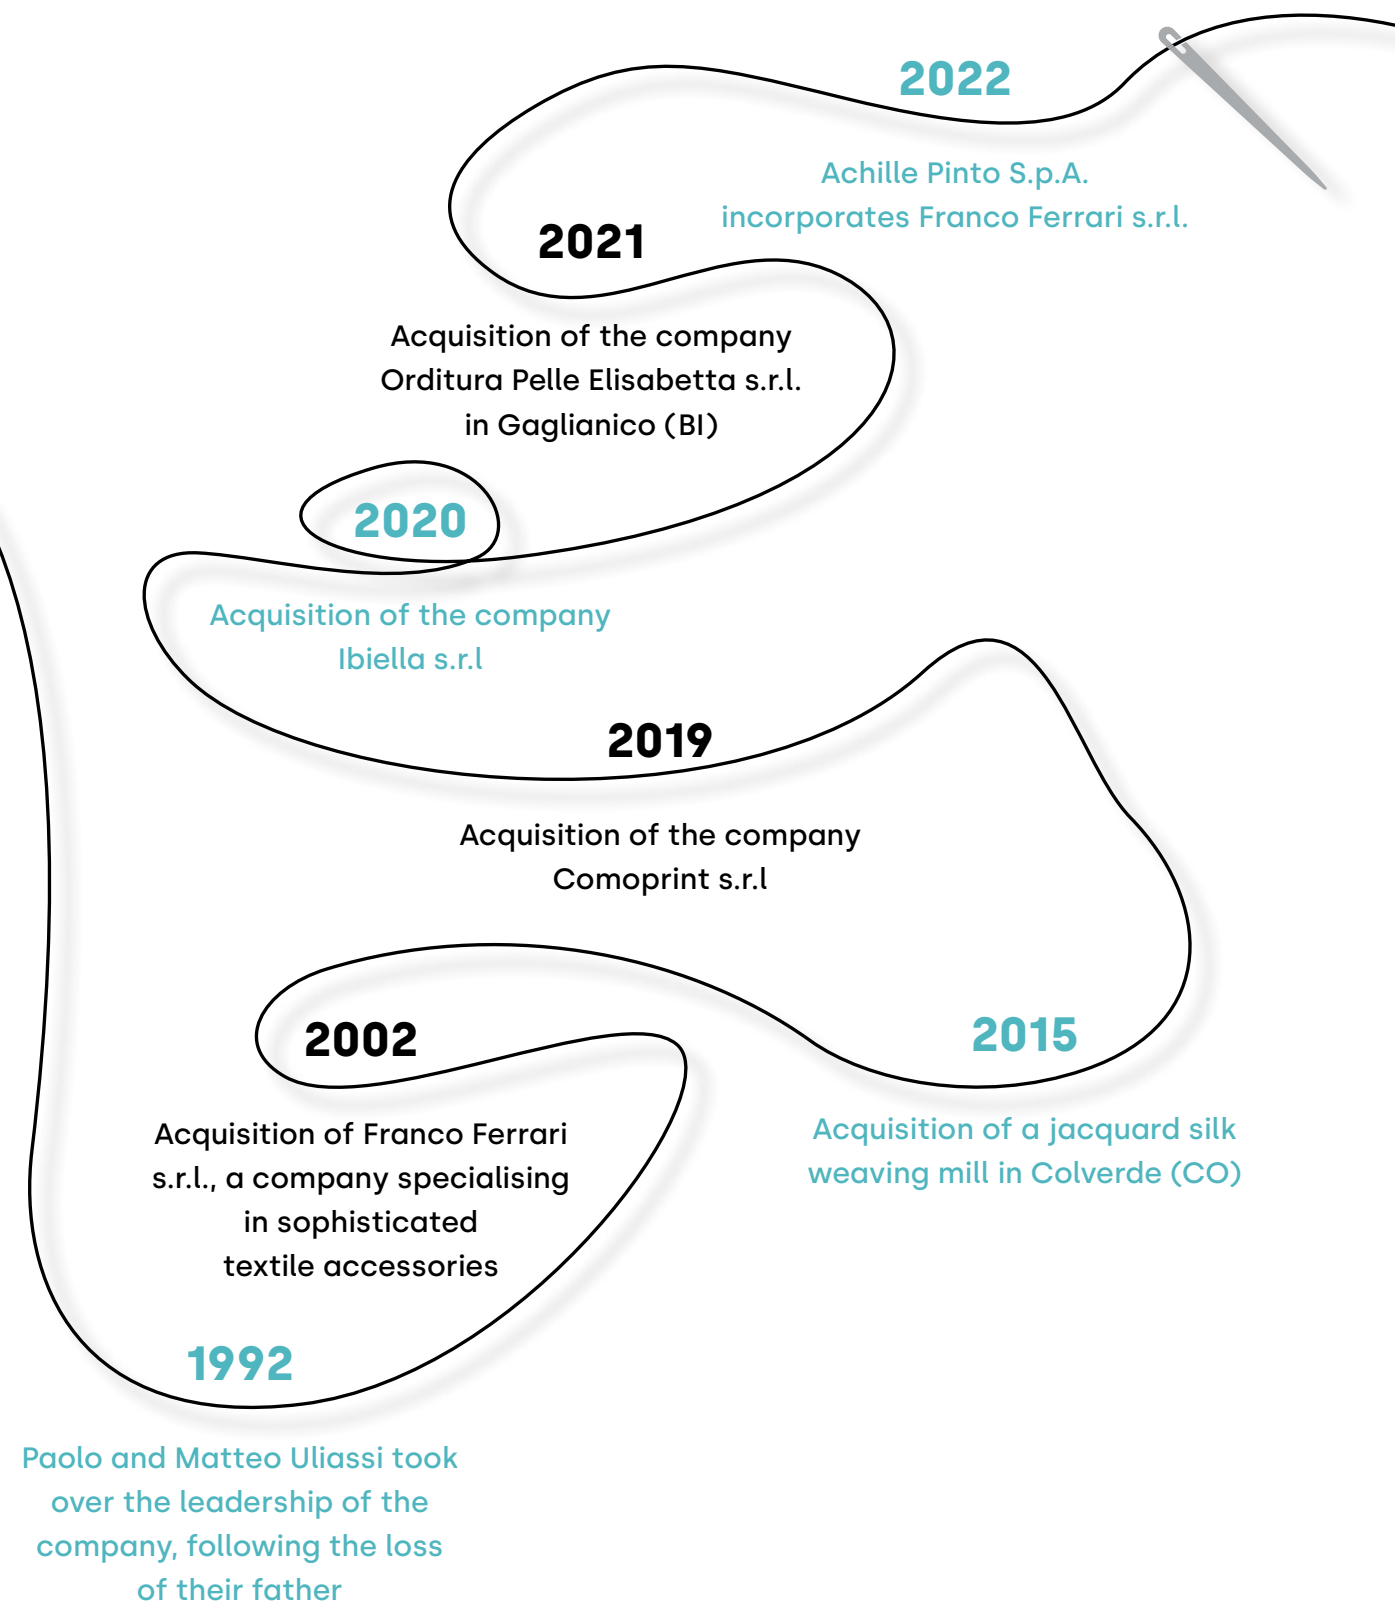 2022
Achille Pinto S.p.A.
incorporates Franco Ferrari s.r.l.
2021
Acquisition of the company
Orditura Pelle Elisabetta s.r.l.
in Gaglianico (BI)
2020
Acquisition of the company
Ibiella s.r.l
2019
Acquisition of the company
Comoprint s.r.l
2015
Acquisition of a jacquard silk
weaving mill in Colverde (CO)
2002
Acquisition of Franco Ferrari
s.r.l., a company specialising
in sophisticated
textile accessories
1992
Paolo and Matteo Uliassi took
over the leadership of the
company, following the loss
of their father